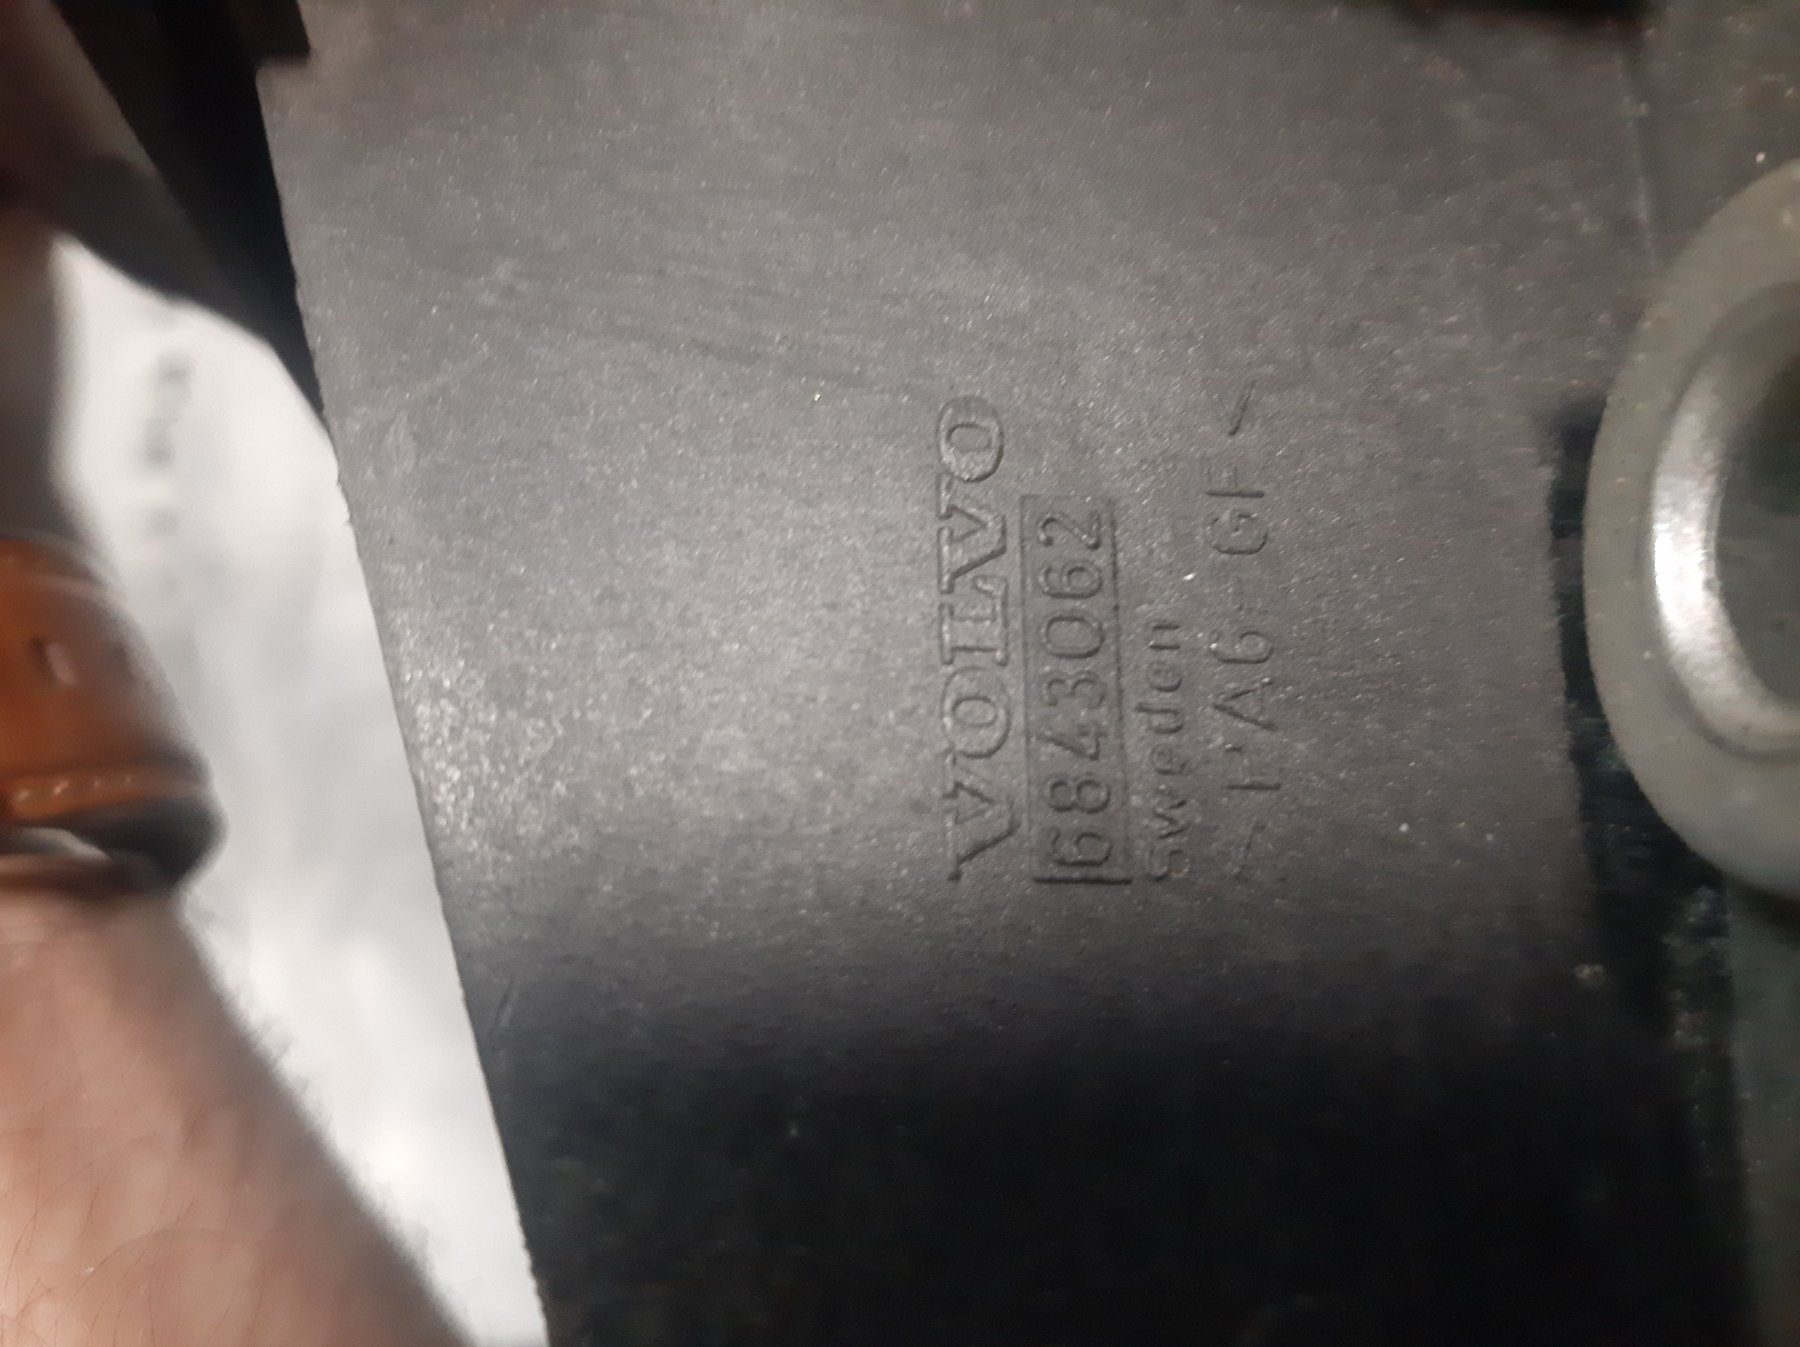 VOLVO
6843062
Sweden
>PA6-GF<